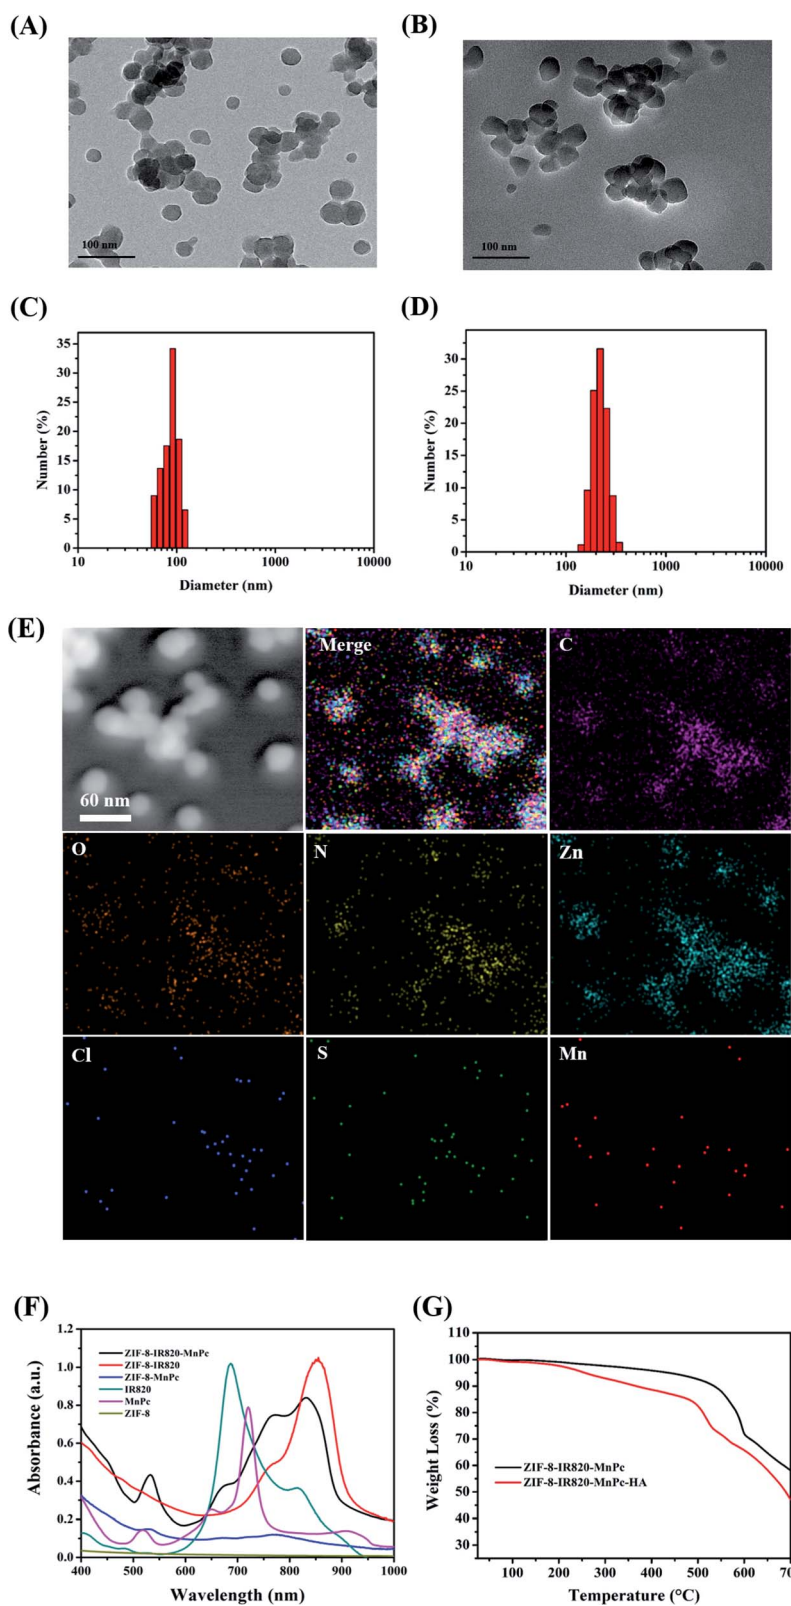 (A)
(B)
100 nm
100 nm
(C)
(D)
35
30
25
20
15
10
5
0
Number (%)
10
100
1000
10000
Diameter (nm)
30
25
20
15
10
5
0
Number (%)
10
100
1000
10000
Diameter (nm)
(E)
60 nm
Merge
C
O
N
Zn
Cl
S
Mn
(F)
(G)
1.2
1.0
0.8
0.6
0.4
0.2
0.0
Absorbance (a.u.)
ZIF-8-IR820-MnPc
ZIF-8-IR820
ZIF-8-MnPc
IR820
MnPc
ZIF-8
400
500
600
700
800
900
1000
Wavelength (nm)
110
100
90
80
70
60
50
40
30
Weight Loss (%)
ZIF-8-IR820-MnPc
ZIF-8-IR820-MnPc-HA
100
200
300
400
500
600
Temperature (°C)